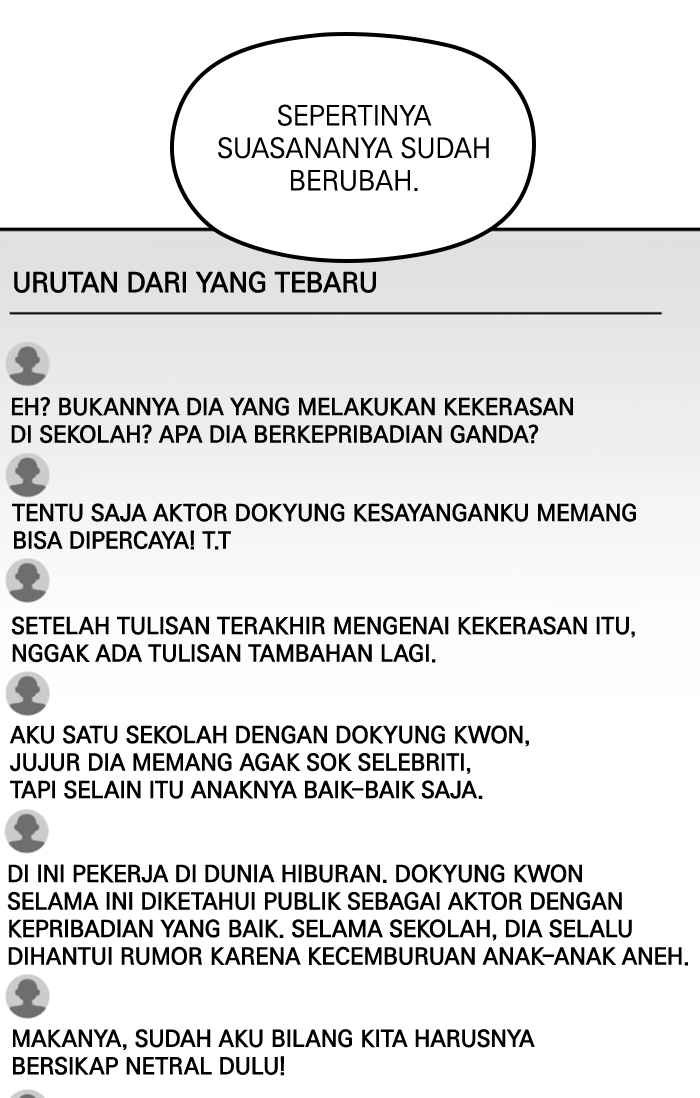 SEPERTINYA
SUASANANYA SUDAH
BERUBAH.
URUTAN DARI YANG TEBARU
EH? BUKANNYA DIA YANG MELAKUKAN KEKERASAN
DI SEKOLAH? APA DIA BERKEPRIBADIAN GANDA?
TENTU SAJA AKTOR DOKYUNG KESAYANGANKU MEMANG
BISA DIPERCAYA! T.T
SETELAH TULISAN TERAKHIR MENGENAI KEKERASAN ITU,
NGGAK ADA TULISAN TAMBAHAN LAGI.
AKU SATU SEKOLAH DENGAN DOKYUNG KWON,
JUJUR DIA MEMANG AGAK SOK SELEBRITI,
TAPI SELAIN ITU ANAKNYA BAIK-BAIK SAJA.
DI INI PEKERJA DI DUNIA HIBURAN. DOKYUNG KWON
SELAMA INI DIKETAHUI PUBLIK SEBAGAI AKTOR DENGAN
KEPRIBADIAN YANG BAIK. SELAMA SEKOLAH, DIA SELALU
DIHANTUI RUMOR KARENA KECEMBURUAN ANAK-ANAK ANEH.
MAKANYA, SUDAH AKU BILANG KITA HARUSNYA
BERSIKAP NETRAL DULU!